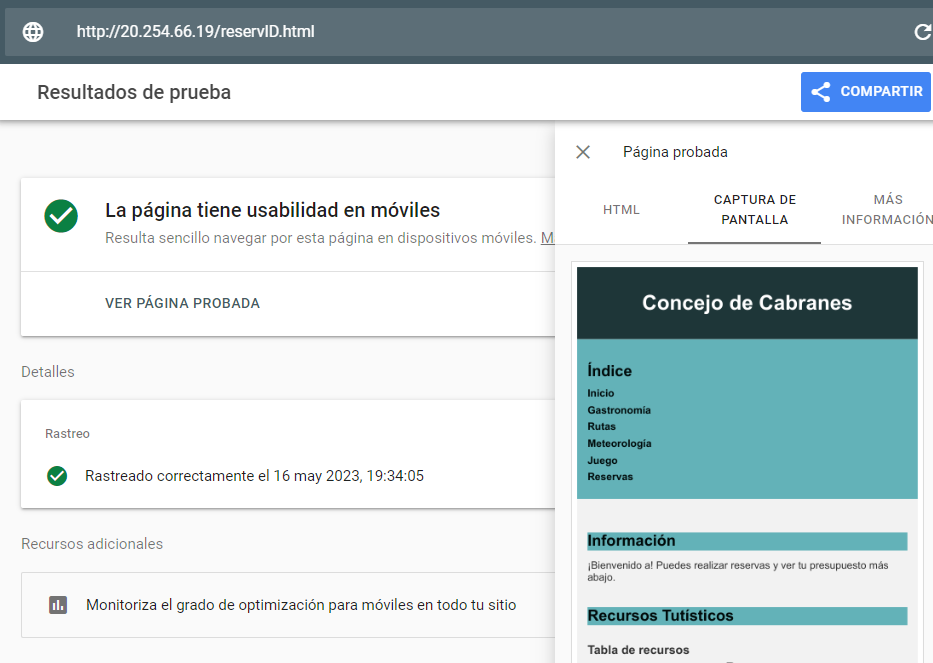 http://20.254.66.19/reservID.html
Resultados de prueba
COMPARTIR
La página tiene usabilidad en móviles
Resulta sencillo navegar por esta página en dispositivos móviles.
VER PÁGINA PROBADA
Detalles
Rastreo
Rastreado correctamente el 16 may 2023, 19:34:05
Recursos adicionales
Monitoriza el grado de optimización para móviles en todo tu sitio
Página probada
HTML
CAPTURA DE
PANTALLA
MÁS
INFORMACIÓN
Concejo de Cabranes
Índice
Inicio
Gastronomía
Rutas
Meteorología
Juego
Reservas
Información
¡Bienvenido a! Puedes realizar reservas y ver tu presupuesto más
abajo.
Recursos Tutísticos
Tabla de recursos